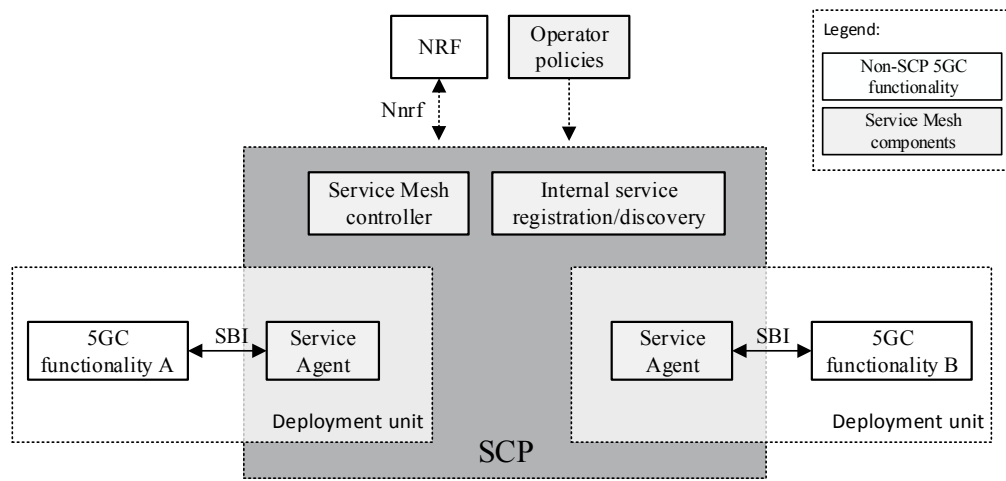 Legend:
Non-SCP 5GC
functionality
Service Mesh
components
NRF
Operator
policies
Nnrf
Service Mesh
controller
Internal service
registration/discovery
5GC
functionality A
SBI
Service
Agent
Deployment unit
Service
Agent
SBI
5GC
functionality B
Deployment unit
SCP